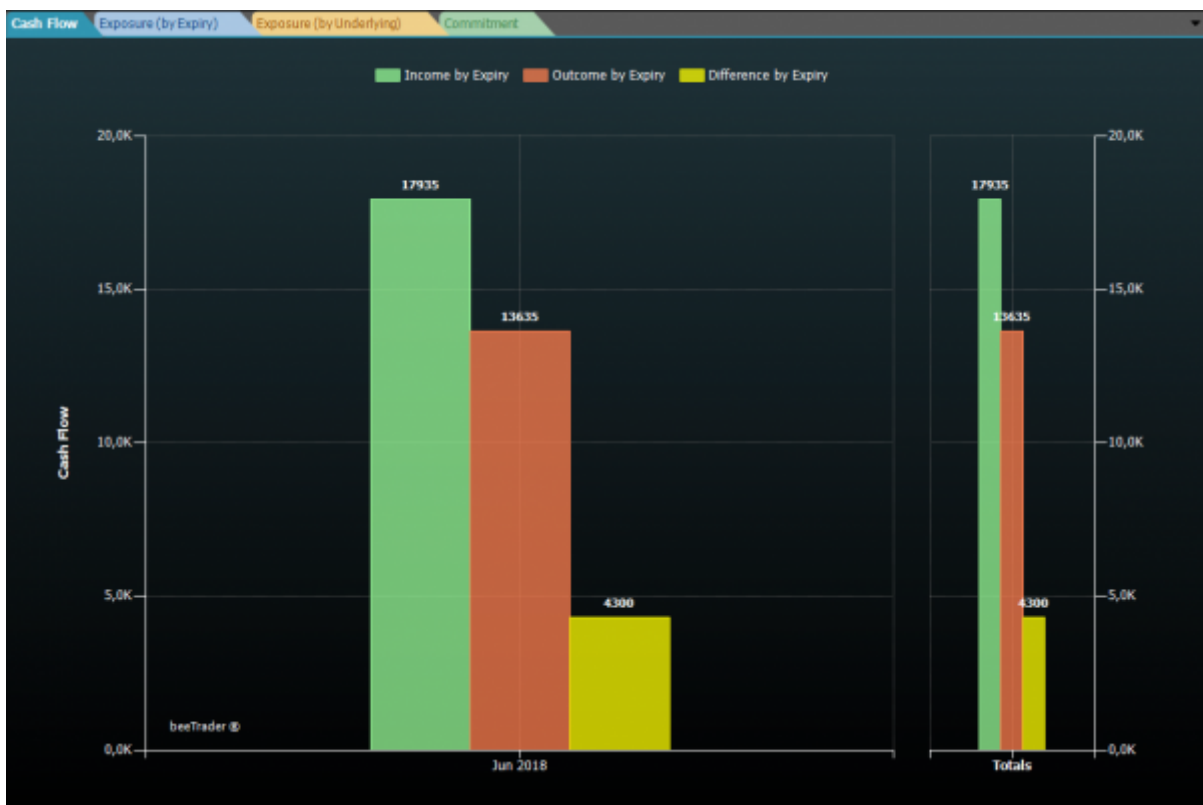 Cash Flow Exposure (by Expiry) Exposure (by Underlying) Commitment
Income by Expiry Outcome by Expiry Difference by Expiry
20,0K 20,0K
17935 17935
15,0K 15,0K
13635 13635
10,0K 10,0K
Cash Flow
5,0K 5,0K
4300 4300
beeTrader ®
0,0K 0,0K
Jun 2018 Totals